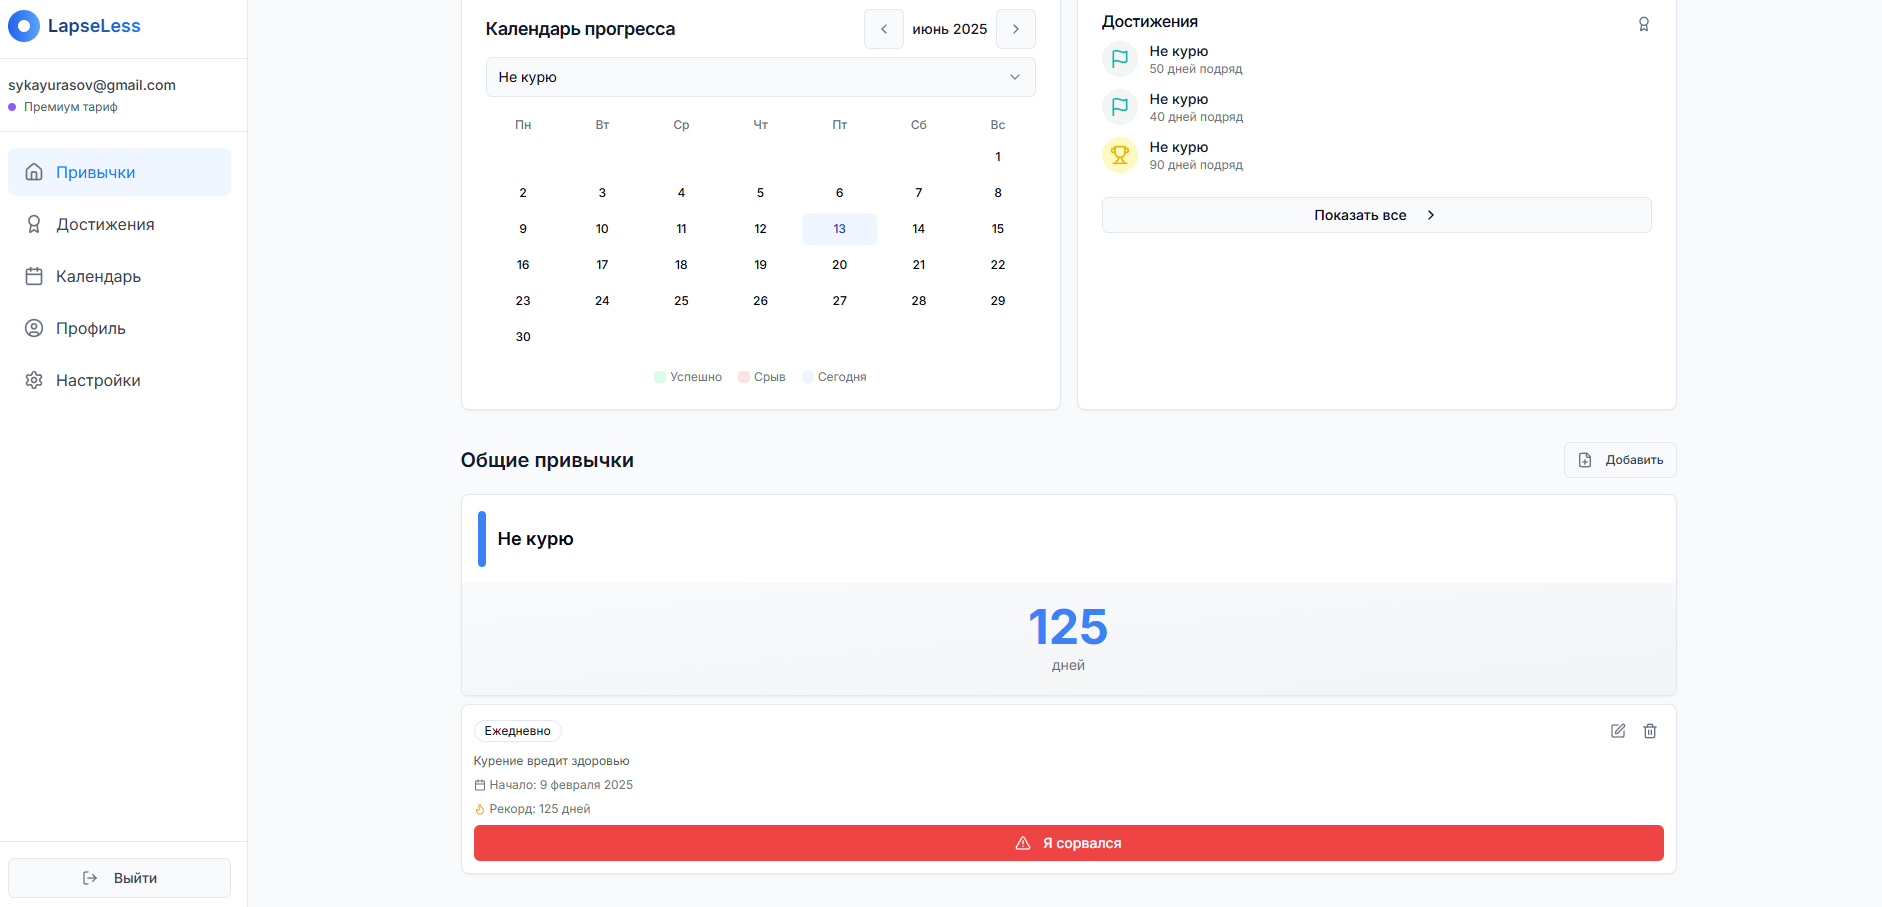 LapseLess
sykayurasov@gmail.com
Премиум тариф
Привычки
Достижения
Календарь
Профиль
Настройки
Выйти
Календарь прогресса
июнь 2025
Не курю
Пн Вт Ср Чт Пт Сб Вс
1
2 3 4 5 6 7 8
9 10 11 12 13 14 15
16 17 18 19 20 21 22
23 24 25 26 27 28 29
30
Успешно Срыв Сегодня
Достижения
Не курю
50 дней подряд
Не курю
40 дней подряд
Не курю
90 дней подряд
Показать все
Общие привычки
Добавить
Не курю
125
дней
Ежедневно
Курение вредит здоровью
Начало: 9 февраля 2025
Рекорд: 125 дней
Я сорвался